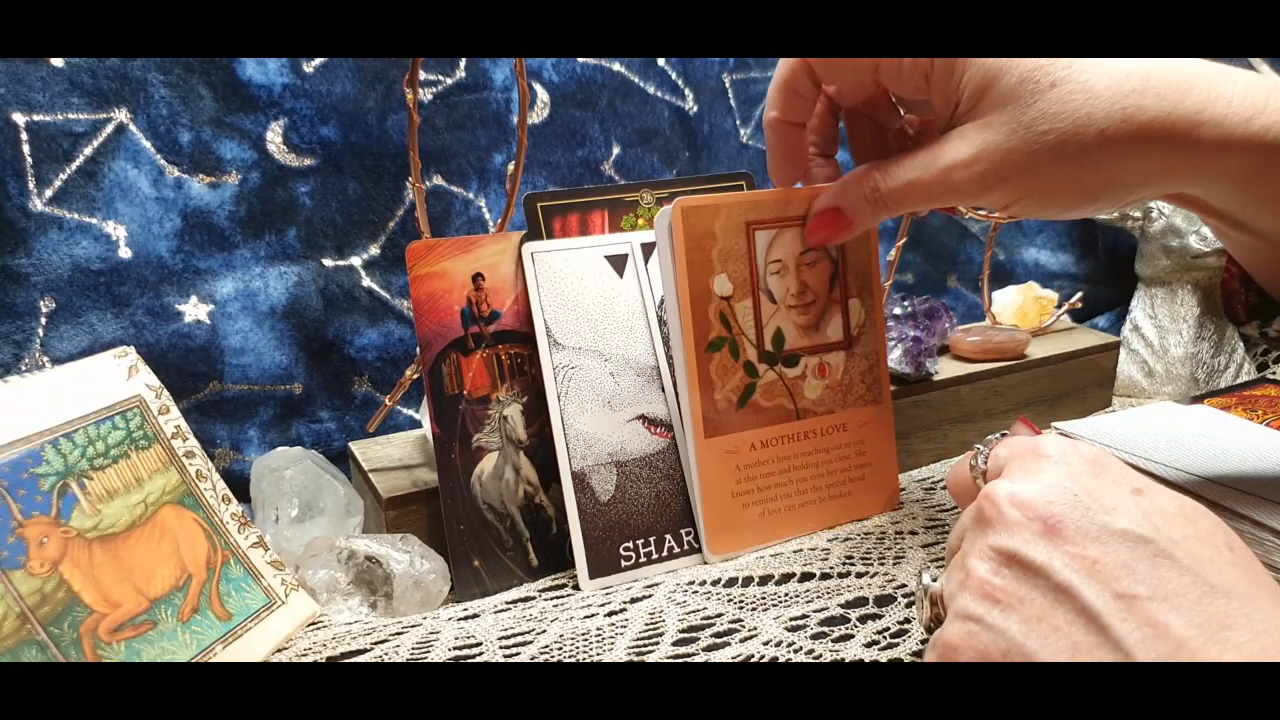 26
SHAR
A MOTHER'S LOVE
A mother's love is reaching out to you
at this time and holding you close. She
knows how much you miss her and wants
to remind you that this special bond
of love can never be broken.